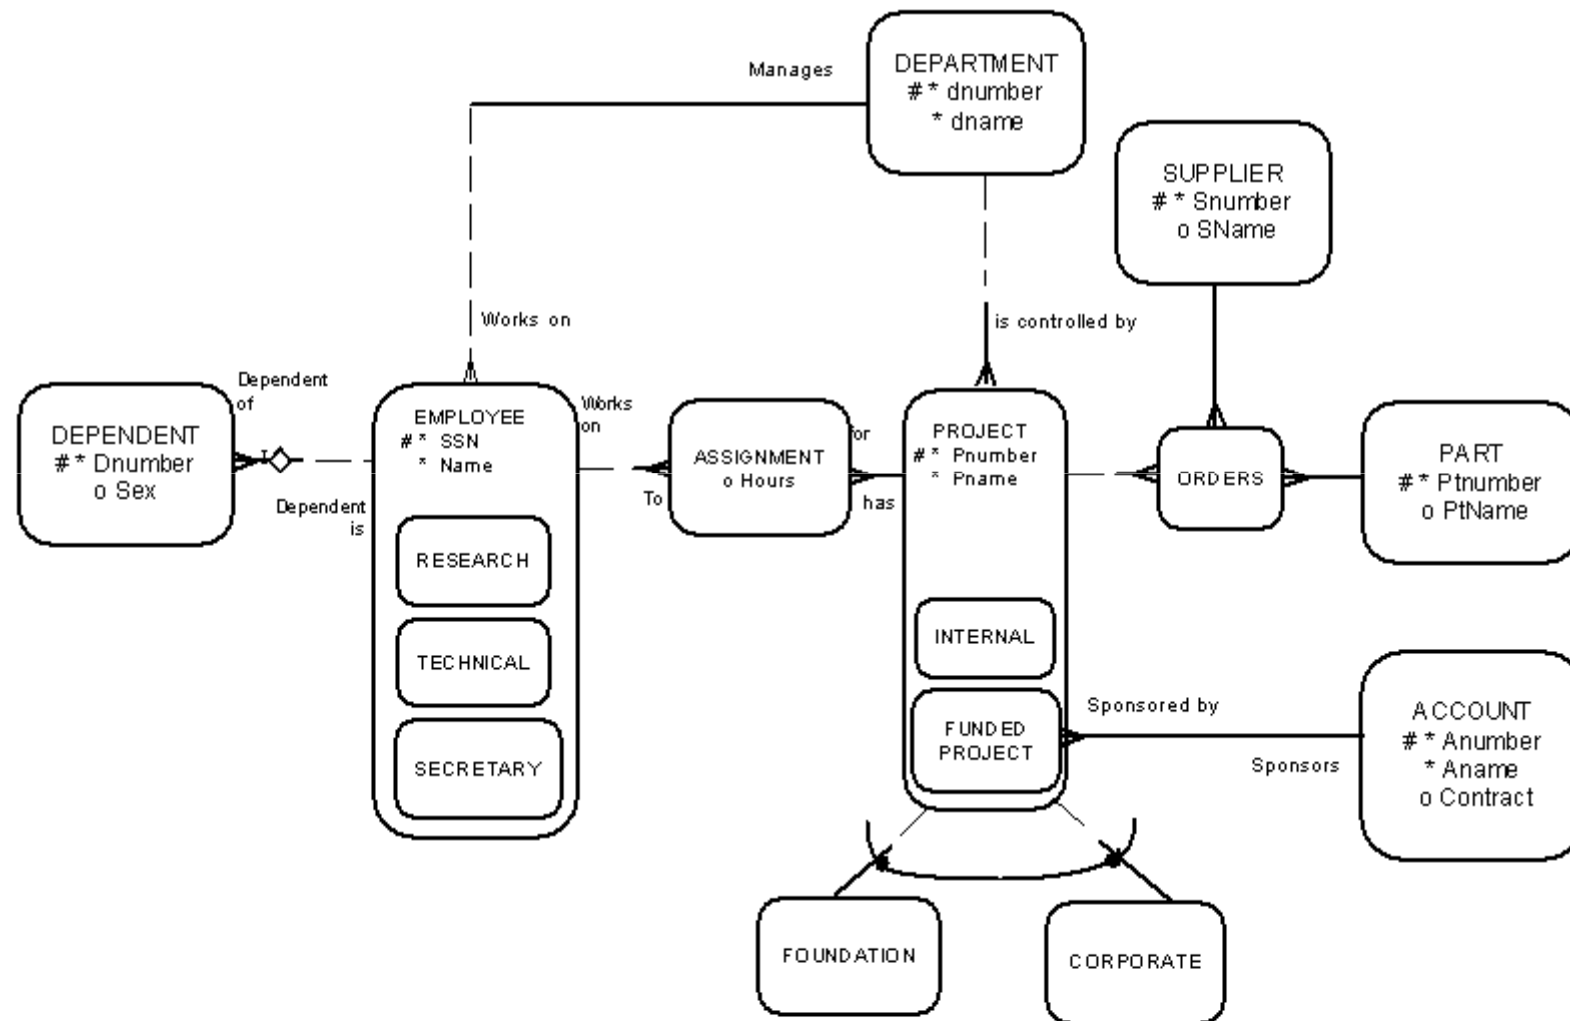 Manages
DEPARTMENT
# * dnumber
* dname
SUPPLIER
# * Snumber
o SName
Works on
is controlled by
Dependent
of
DEPENDENT
# * Dnumber
o Sex
Dependent
is
EMPLOYEE
# * SSN
* Name
RESEARCH
TECHNICAL
SECRETARY
Works
on
To
ASSIGNMENT
o Hours
for
has
PROJECT
# * Pnumber
* Pname
INTERNAL
FUNDED
PROJECT
ORDERS
PART
# * Ptnumber
o PtName
Sponsored by
Sponsors
ACCOUNT
# * Anumber
* Aname
o Contract
FOUNDATION
CORPORATE